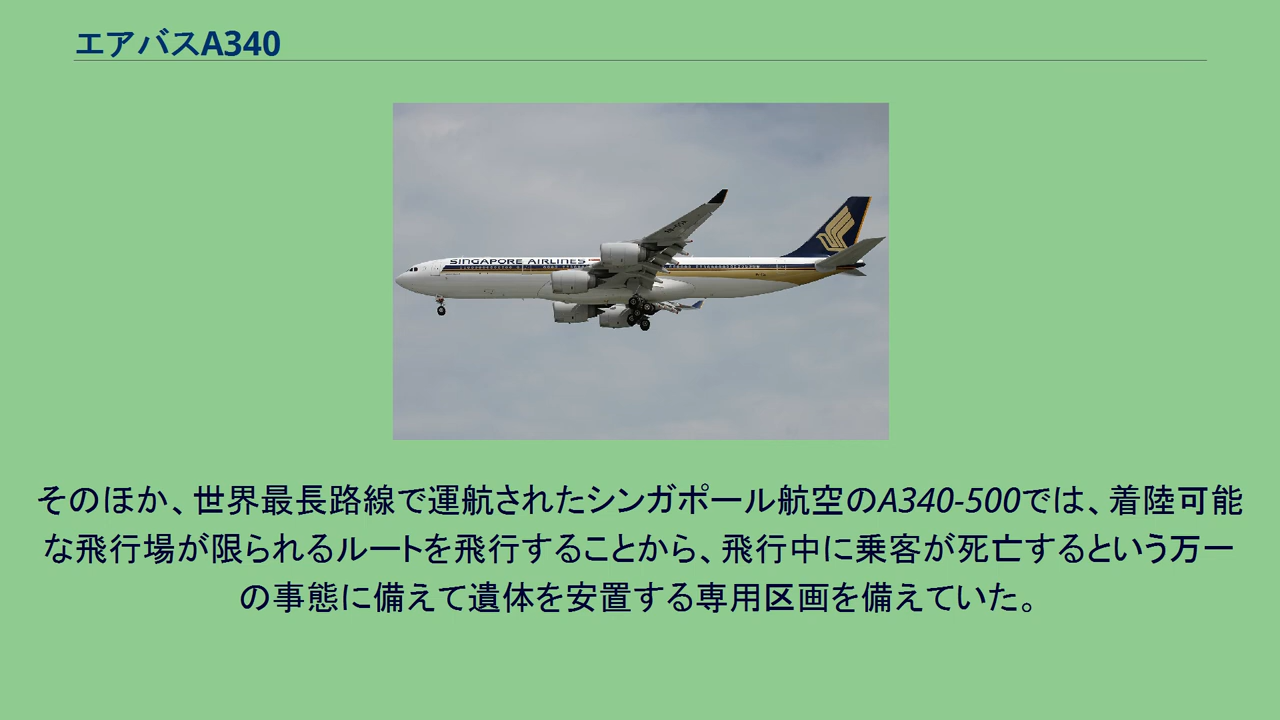 エアバスA340
SINGAPORE AIRLINES
そのほか、世界最長路線で運航されたシンガポール航空のA340-500では、着陸可能
な飛行場が限られるルートを飛行することから、飛行中に乗客が死亡するという万一
の事態に備えて遺体を安置する専用区画を備えていた。